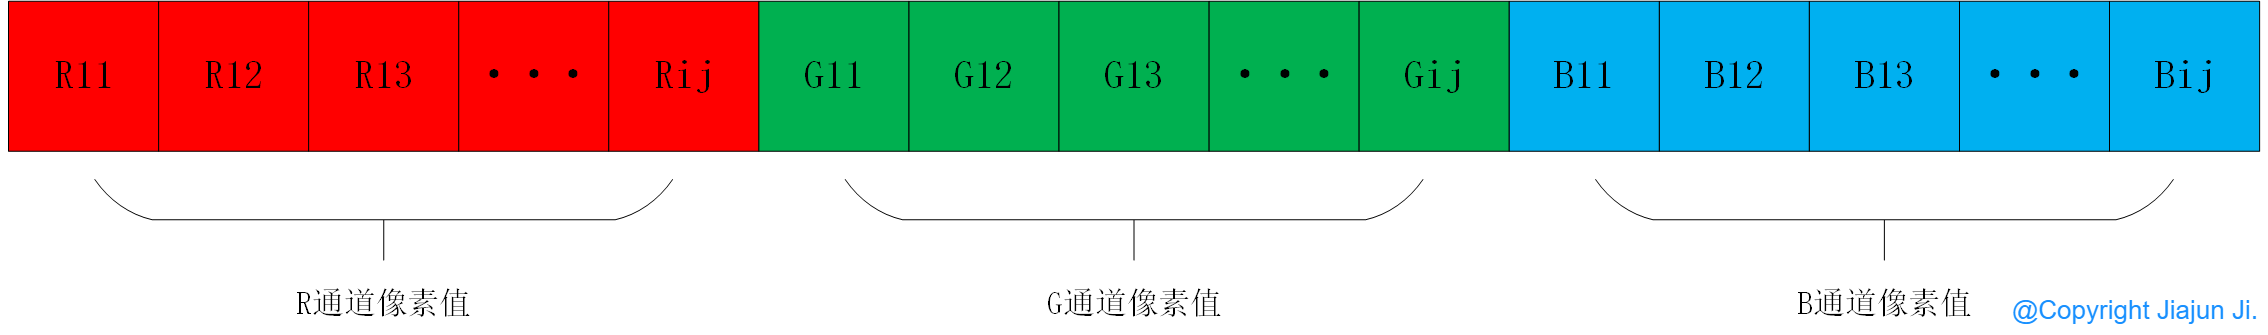 R11 R12 R13 ··· Rij G11 G12 G13 ··· Gij B11 B12 B13 ··· Bij
R通道像素值 G通道像素值 B通道像素值
@Copyright Jiajun Ji.